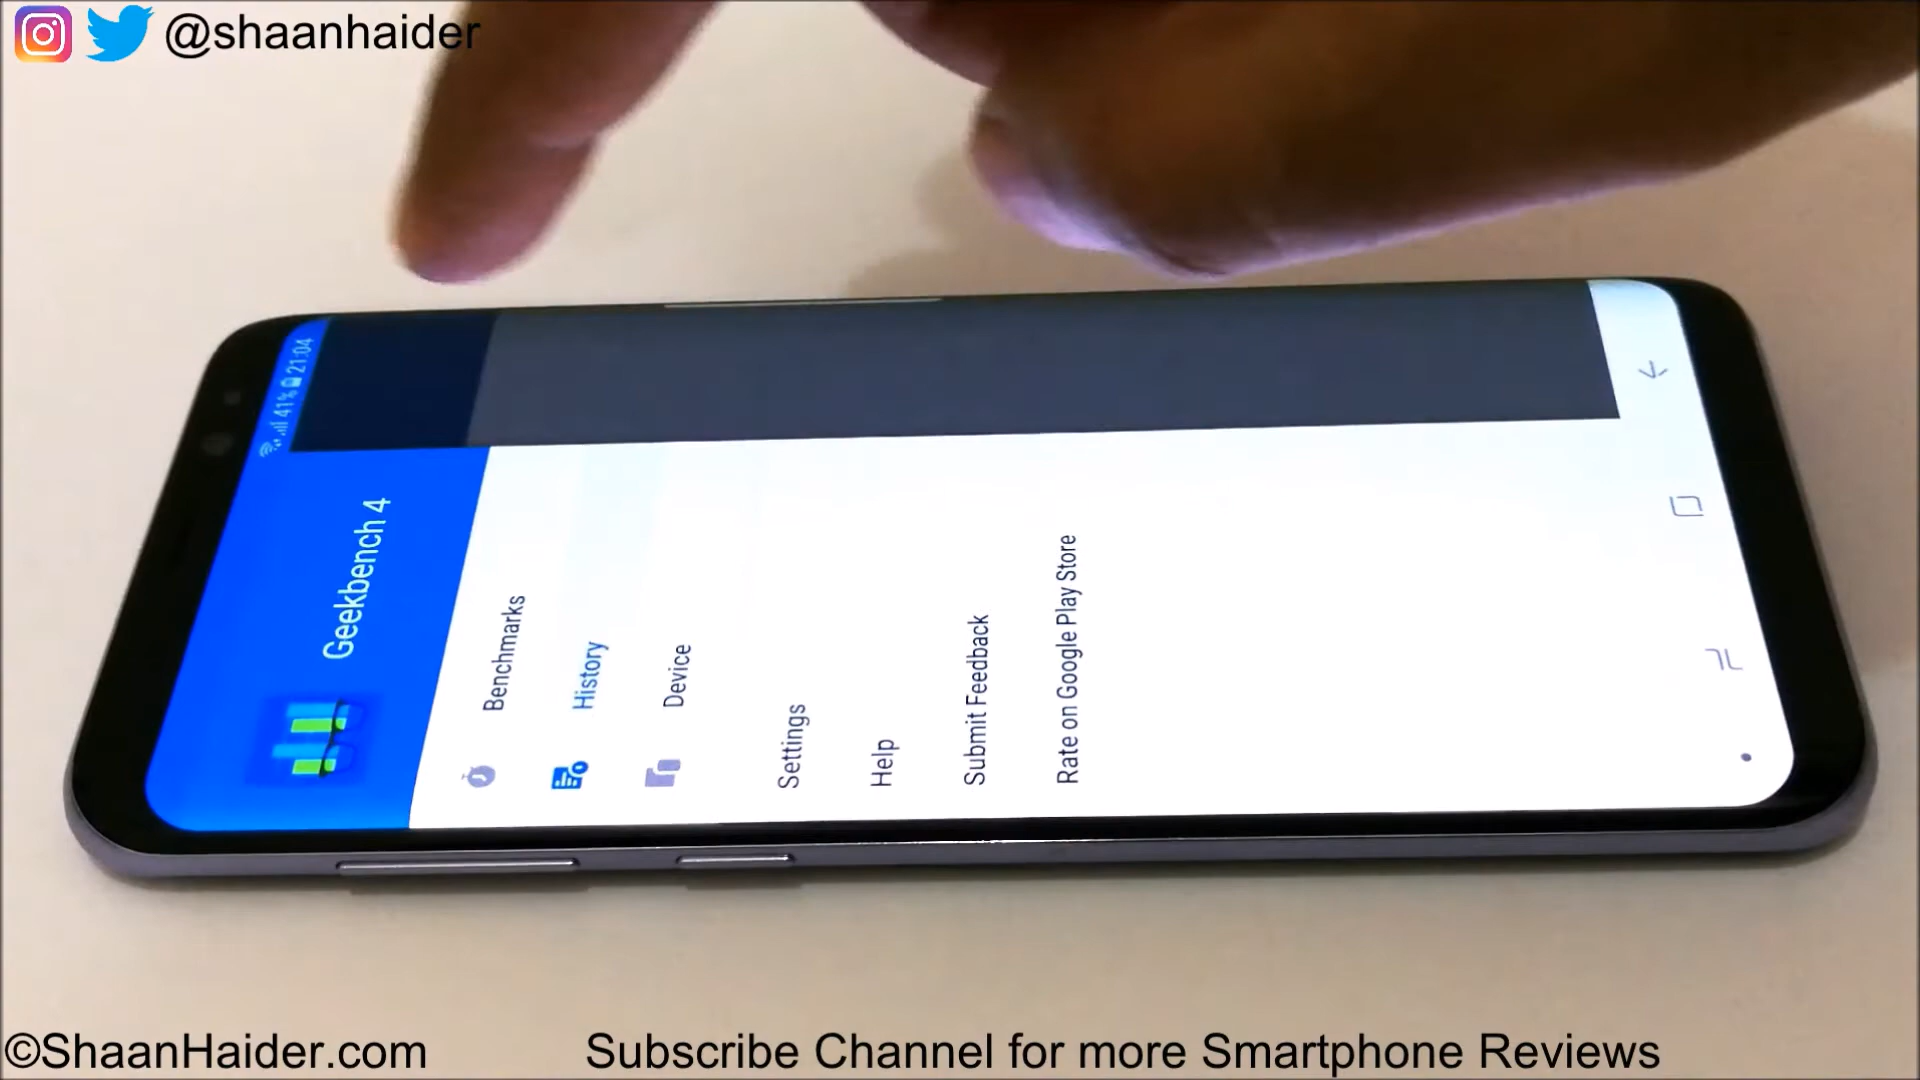 @shaanhaider
41% 21:04
Geekbench 4
Benchmarks
History
Device
Settings
Help
Submit Feedback
Rate on Google Play Store
©ShaanHaider.com
Subscribe Channel for more Smartphone Reviews